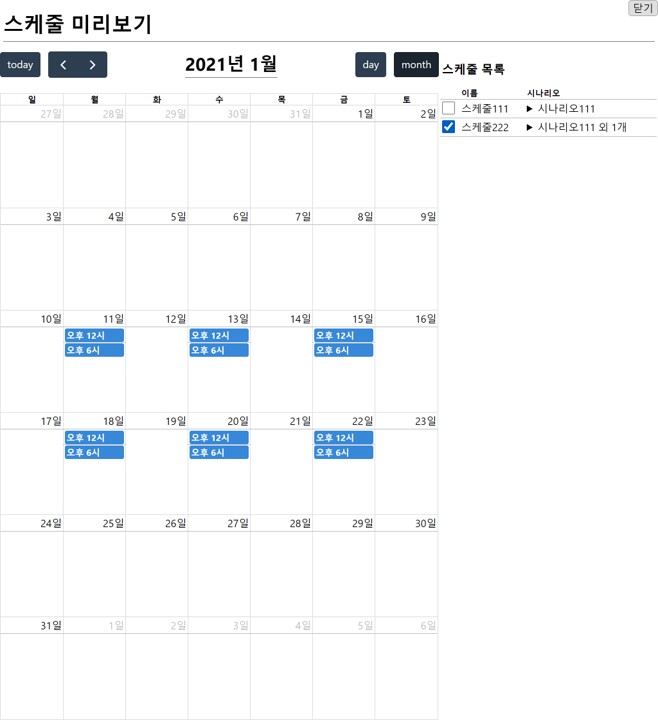 닫기
스케줄 미리보기
today
2021년 1월
day month
스케줄 목록
일 월 화 수 목 금 토
27일 28일 29일 30일 31일 1일 2일
3일 4일 5일 6일 7일 8일 9일
10일 11일 12일 13일 14일 15일 16일
오후 12시 오후 12시 오후 12시
오후 6시 오후 6시 오후 6시
17일 18일 19일 20일 21일 22일 23일
오후 12시 오후 12시 오후 12시
오후 6시 오후 6시 오후 6시
24일 25일 26일 27일 28일 29일 30일
31일 1일 2일 3일 4일 5일 6일
이름 시나리오
스케줄111 ▶ 시나리오111
스케줄222 ▶ 시나리오111 외 1개